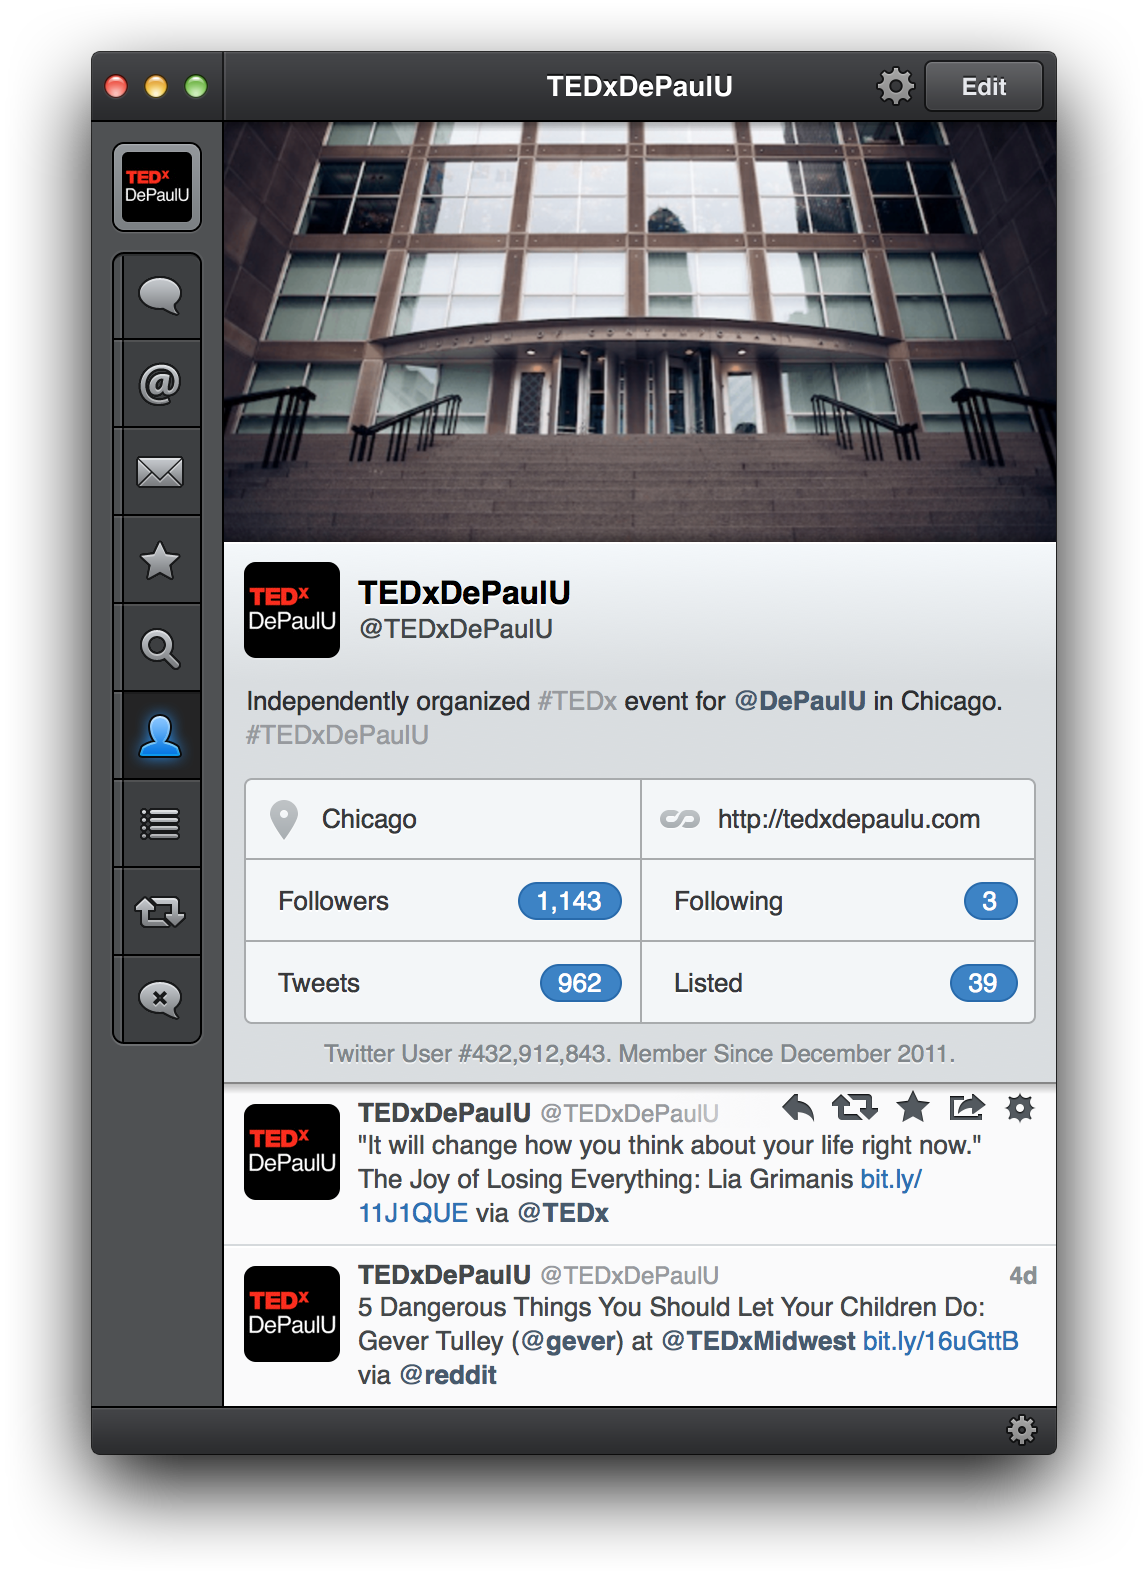 TEDxDePaulU
Edit
TEDx
DePaulU
MUSEUM OF CONTEMPORARY
TEDx
DePaulU
TEDxDePaulU
@TEDxDePaulU
Independently organized #TEDx event for @DePaulU in Chicago.
#TEDxDePaulU
Chicago
http://tedxdepaulu.com
Followers 1,143
Following 3
Tweets 962
Listed 39
Twitter User #432,912,843. Member Since December 2011.
TEDx
DePaulU
TEDxDePaulU @TEDxDePaulU
"It will change how you think about your life right now."
The Joy of Losing Everything: Lia Grimanis bit.ly/
11J1QUE via @TEDx
TEDx
DePaulU
TEDxDePaulU @TEDxDePaulU 4d
5 Dangerous Things You Should Let Your Children Do:
Gever Tulley (@gever) at @TEDxMidwest bit.ly/16uGttB
via @reddit